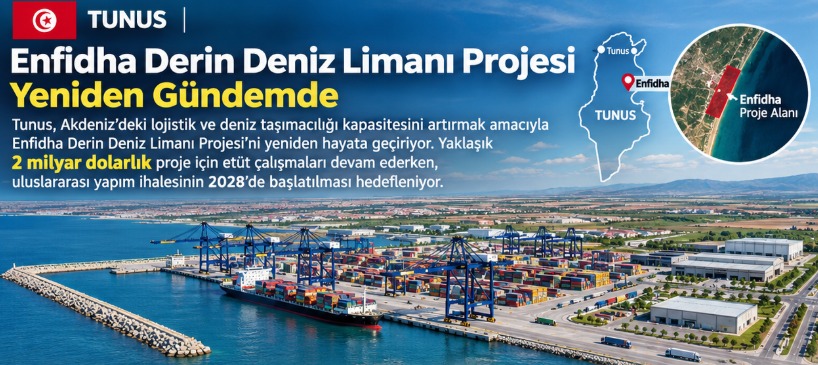 TUNUS
Enfidha Derin Deniz Limanı Projesi
Yeniden Gündemde
Tunus, Akdeniz'deki lojistik ve deniz taşımacılığı kapasitesini artırmak amacıyla
Enfidha Derin Deniz Limanı Projesi'ni yeniden hayata geçiriyor. Yaklaşık
2 milyar dolarlık proje için etüt çalışmaları devam ederken,
uluslararası yapım ihalesinin 2028'de başlatılması hedefleniyor.
Tunus
Enfidha
TUNUS
Enfidha
Proje Alanı